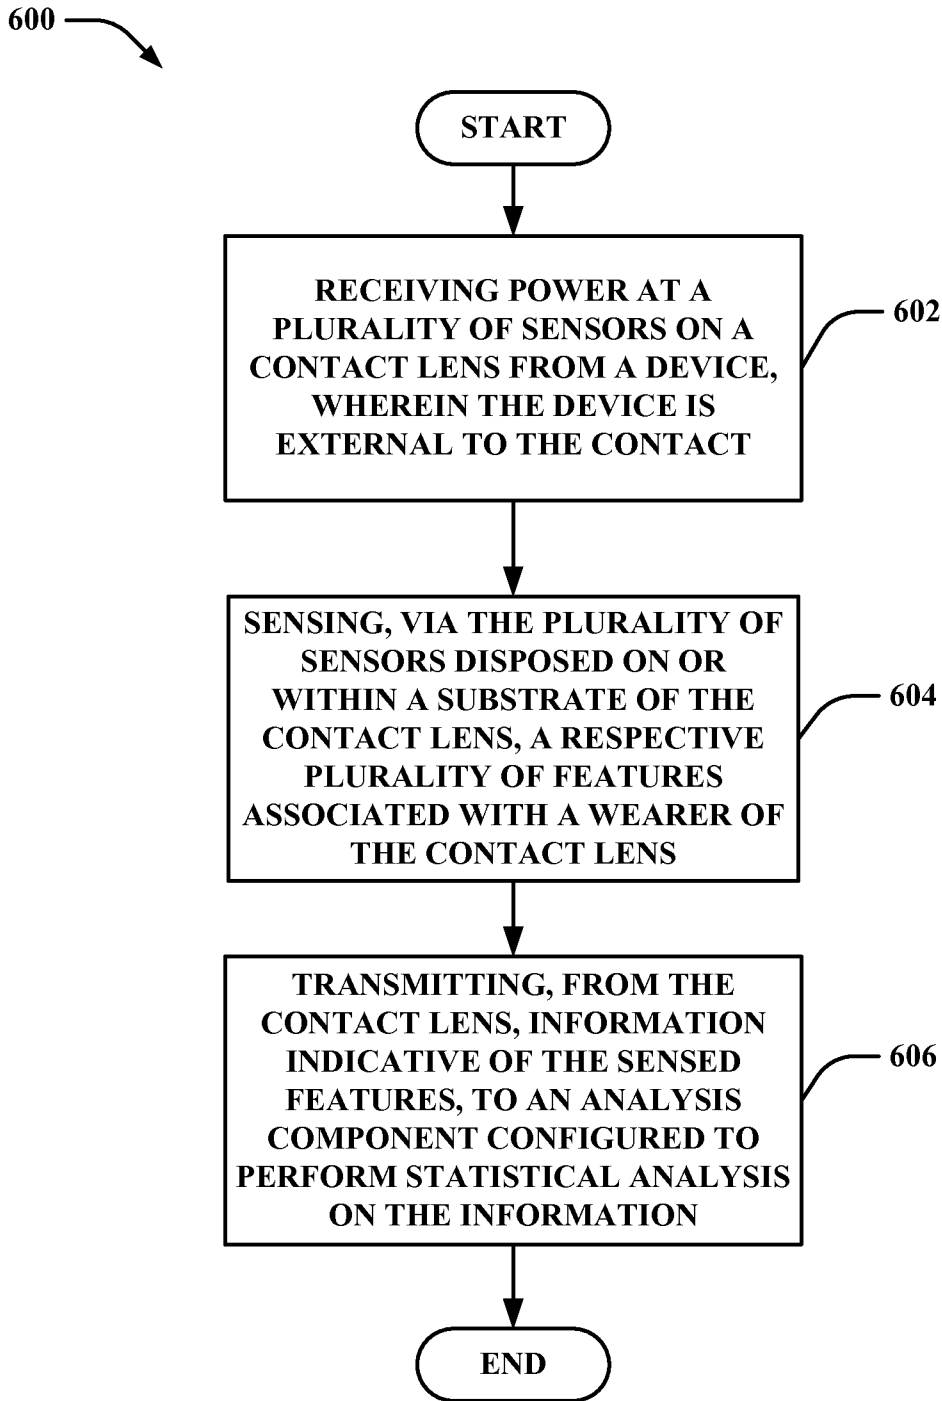 600
START
RECEIVING POWER AT A
PLURALITY OF SENSORS ON A
CONTACT LENS FROM A DEVICE,
WHEREIN THE DEVICE IS
EXTERNAL TO THE CONTACT
602
SENSING, VIA THE PLURALITY OF
SENSORS DISPOSED ON OR
WITHIN A SUBSTRATE OF THE
CONTACT LENS, A RESPECTIVE
PLURALITY OF FEATURES
ASSOCIATED WITH A WEARER OF
THE CONTACT LENS
604
TRANSMITTING, FROM THE
CONTACT LENS, INFORMATION
INDICATIVE OF THE SENSED
FEATURES, TO AN ANALYSIS
COMPONENT CONFIGURED TO
PERFORM STATISTICAL ANALYSIS
ON THE INFORMATION
606
END